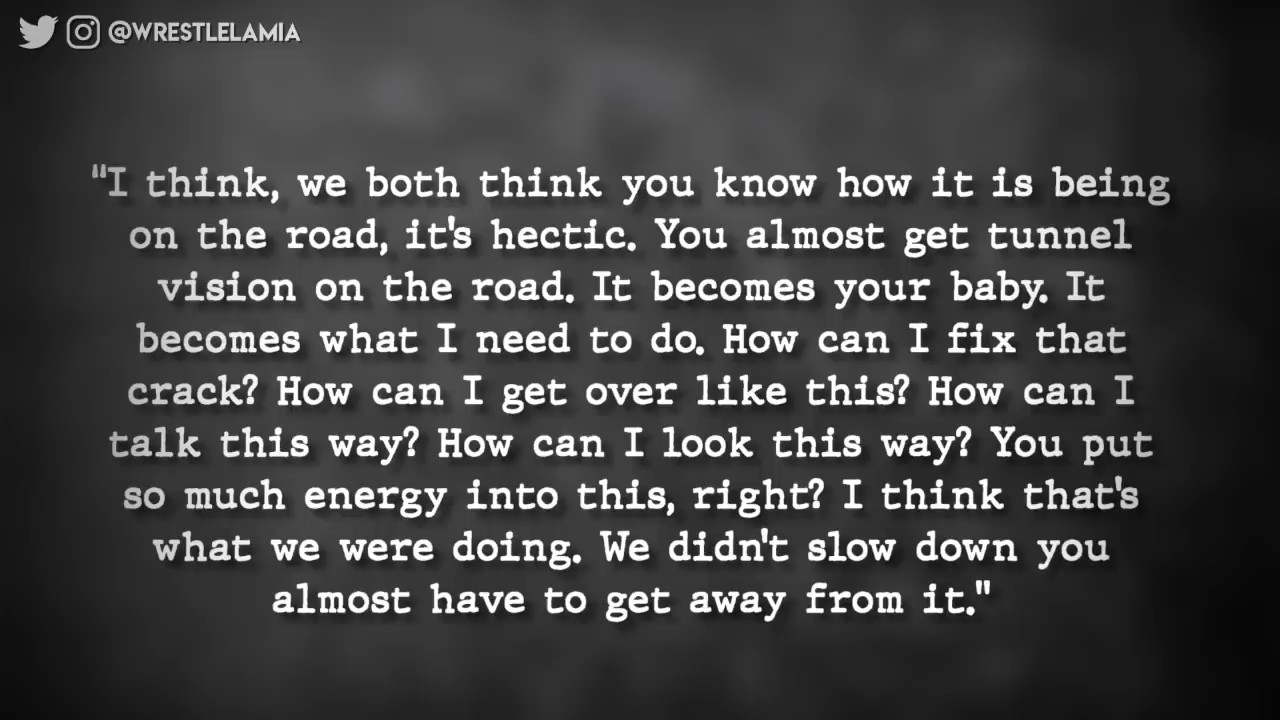 @WRESTLELAMIA
"I think, we both think you know how it is being
on the road, it's hectic. You almost get tunnel
vision on the road. It becomes your baby. It
becomes what I need to do. How can I fix that
crack? How can I get over like this? How can I
talk this way? How can I look this way? You put
so much energy into this, right? I think that's
what we were doing. We didn't slow down you
almost have to get away from it."